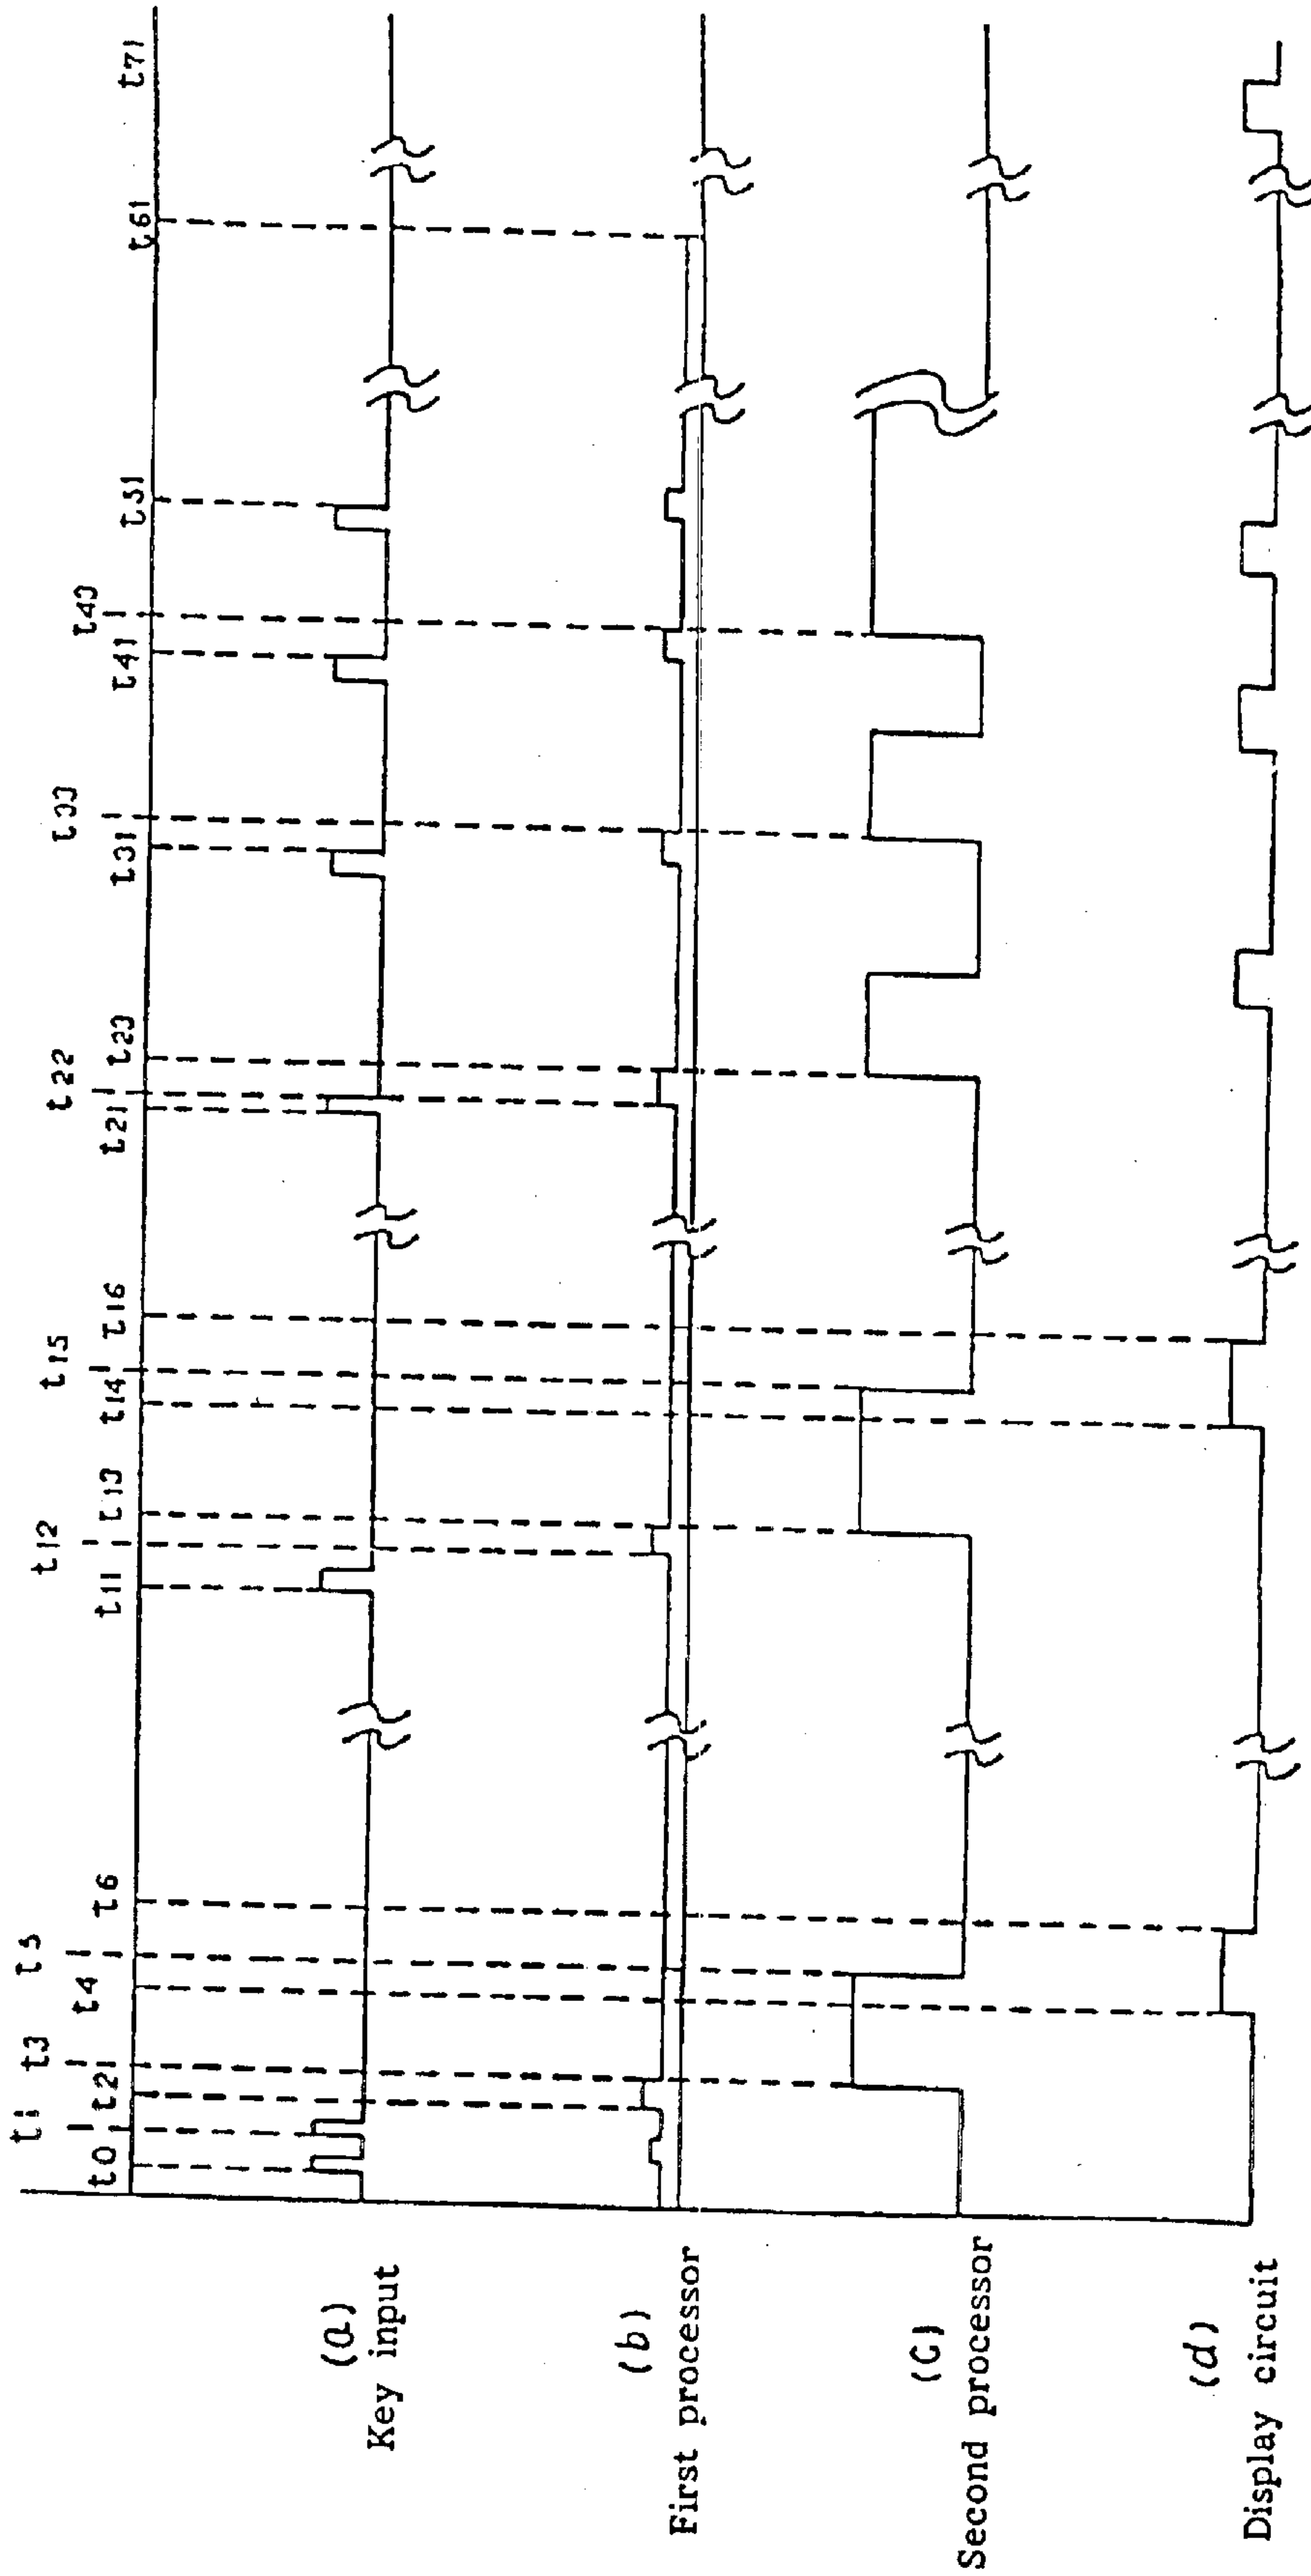 t1 t3 t5 t12 t15 t22 t33 t43
t0 t2 t4 t6 t11 t13 t14 t16 t21 t23 t31 t41 t51 t61 t71
(a)
Key input
(b)
First processor
(c)
Second processor
(d)
Display circuit